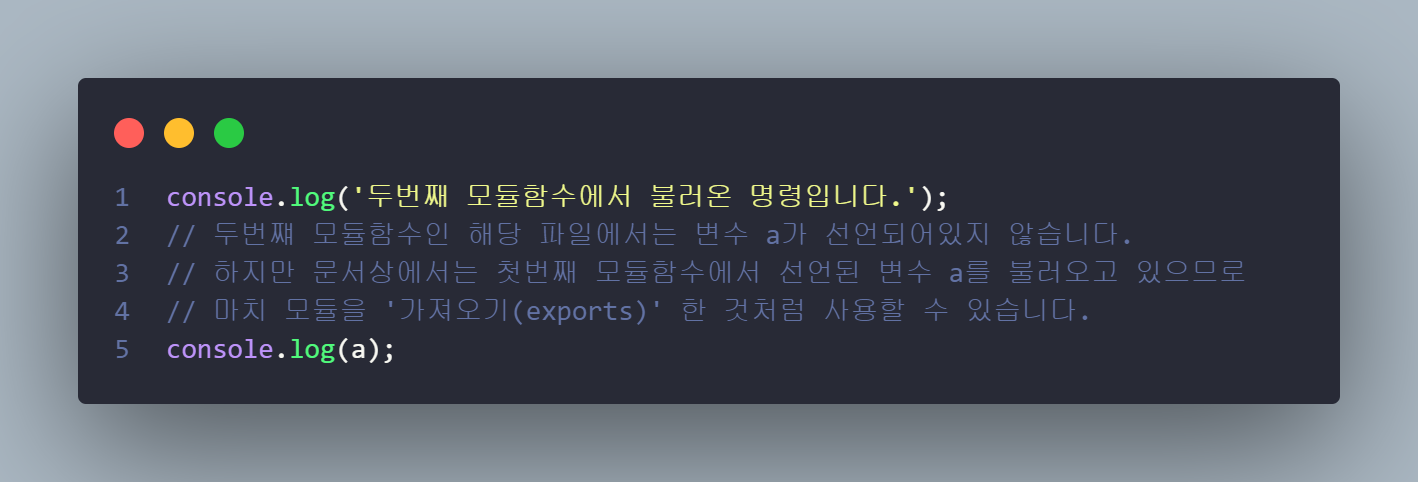 1 console.log('두번째 모듈함수에서 불러온 명령입니다.');
2 // 두번쨰 모듈함수인 해당 파일에서는 변수 a가 선언되어있지 않습니다.
3 // 하지만 문서상에서는 첫번째 모듈함수에서 선언된 변수 a를 불러오고 있으므로
4 // 마치 모듈을 '가져오기(exports)' 한 것처럼 사용할 수 있습니다.
5 console.log(a);